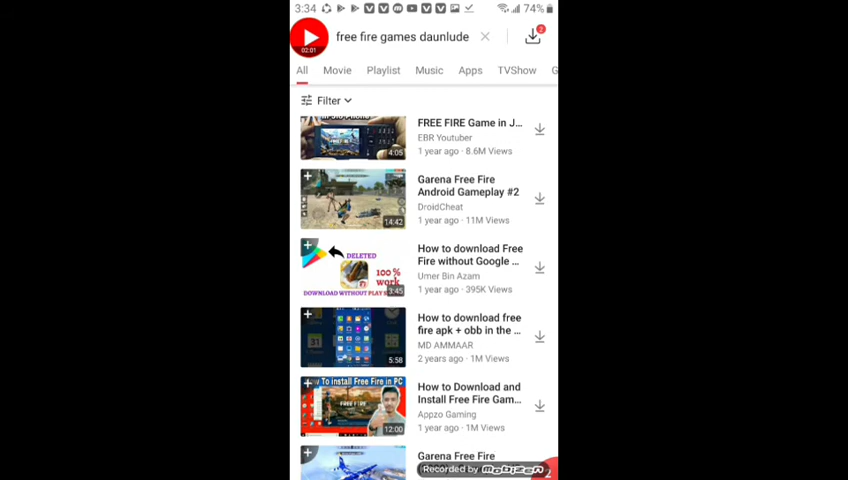 3:34
74%
02:01
free fire games daunlude
2
All Movie Playlist Music Apps TVShow G
Filter
FREE FIRE Game in J...
EBR Youtuber
1 year ago · 8.6M Views
4:05
Garena Free Fire
Android Gameplay #2
DroidCheat
1 year ago · 11M Views
14:42
DELETED
100 %
work
DOWNLOAD WITHOUT PLAY S
3:45
How to download Free
Fire without Google ...
Umer Bin Azam
1 year ago · 395K Views
31
5:58
How to download free
fire apk + obb in the ...
MD AMMAAR
2 years ago · 1M Views
How To install Free Fire in PC
FREE FIRE
12:00
How to Download and
Install Free Fire Gam...
Appzo Gaming
1 year ago · 1M Views
Garena Free Fire
Recorded by mobizen